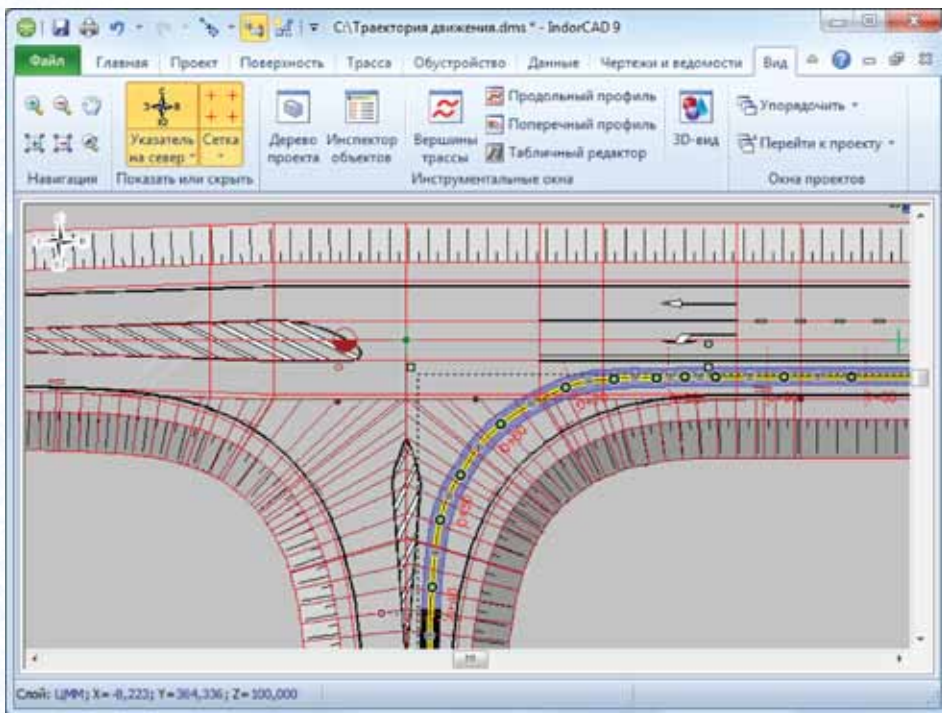 C:\Траектория движения.dms * - IndorCAD 9
Файл Главная Проект Поверхность Трасса Обустройство Данные Чертежи и ведомости Вид
Указатель на север
Сетка
Дерево проекта
Инспектор объектов
Вершины трассы
Продольный профиль
Поперечный профиль
Табличный редактор
3D-вид
Упорядочить
Перейти к проекту
Навигация Показать или скрыть Инструментальные окна Окна проектов
Слой: ЦММ; X=-8,223; Y=364,336; Z=100,000